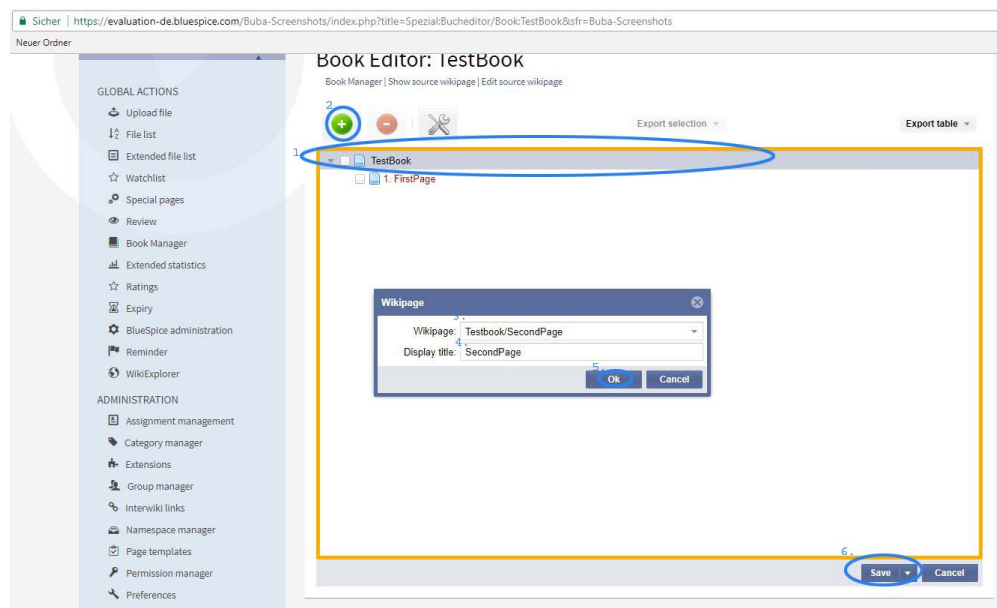 Sicher | https://evaluation-de.bluespice.com/Buba-Screenshots/index.php?title=Spezial:Bucheditor/Book:TestBook&sfr=Buba-Screenshots
Neuer Ordner
Book Editor: TestBook
Book Manager | Show source wikipage | Edit source wikipage
GLOBAL ACTIONS
Upload file
File list
Extended file list
Watchlist
Special pages
Review
Book Manager
Extended statistics
Ratings
Expiry
BlueSpice administration
Reminder
WikiExplorer
ADMINISTRATION
Assignment management
Category manager
Extensions
Group manager
Interwiki links
Namespace manager
Page templates
Permission manager
Preferences
2.
Export selection
Export table
1.
TestBook
1. FirstPage
Wikipage
3.
Wikipage: Testbook/SecondPage
4.
Display title: SecondPage
5.
Ok Cancel
6.
Save Cancel